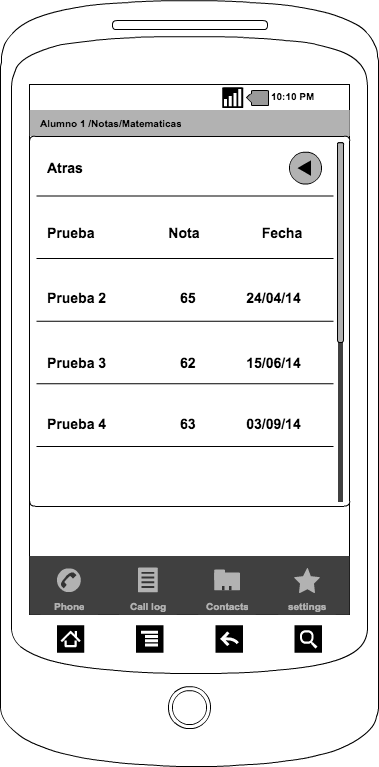 10:10 PM
Alumno 1 /Notas/Matematicas
Atras
Prueba Nota Fecha
Prueba 2 65 24/04/14
Prueba 3 62 15/06/14
Prueba 4 63 03/09/14
Phone Call log Contacts settings